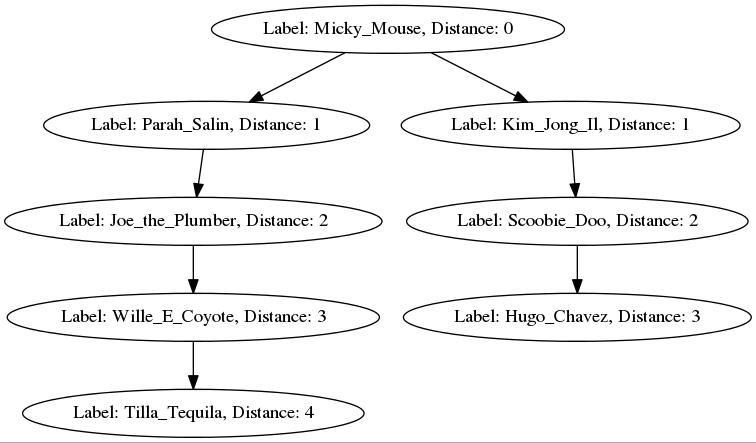 Label: Micky_Mouse, Distance: 0
Label: Parah_Salin, Distance: 1
Label: Kim_Jong_Il, Distance: 1
Label: Joe_the_Plumber, Distance: 2
Label: Scoobie_Doo, Distance: 2
Label: Wille_E_Coyote, Distance: 3
Label: Hugo_Chavez, Distance: 3
Label: Tilla_Tequila, Distance: 4